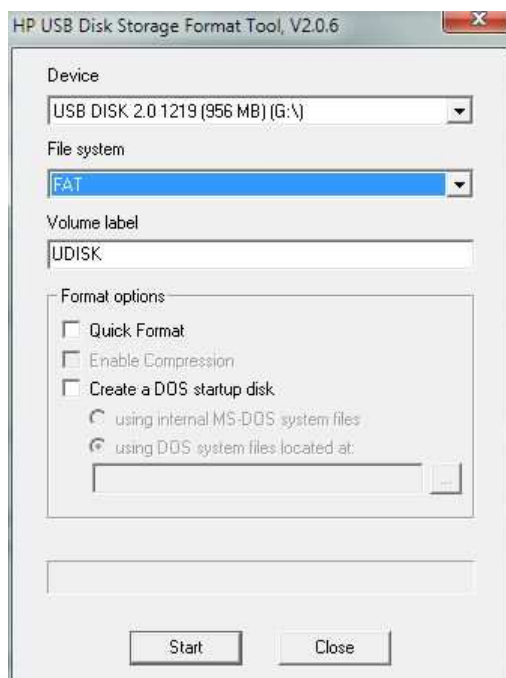 HP USB Disk Storage Format Tool, V2.0.6
Device
USB DISK 2.0 1219 (956 MB) (G:\)
File system
FAT
Volume label
UDISK
Format options
Quick Format
Enable Compression
Create a DOS startup disk
using internal MS-DOS system files
using DOS system files located at:
...
Start
Close